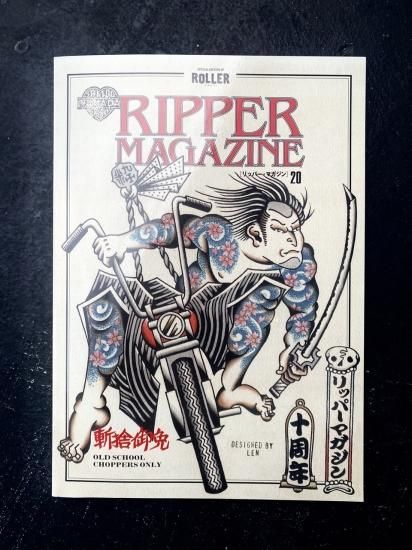 SPECIAL EDITION OF
ROLLER
RIPPER
MAGAZINE
[リッパー・マガジン] 20
斬捨御免
OLD SCHOOL
CHOPPERS ONLY
DESIGNED BY
LEN
十周年
リッパーマガジン